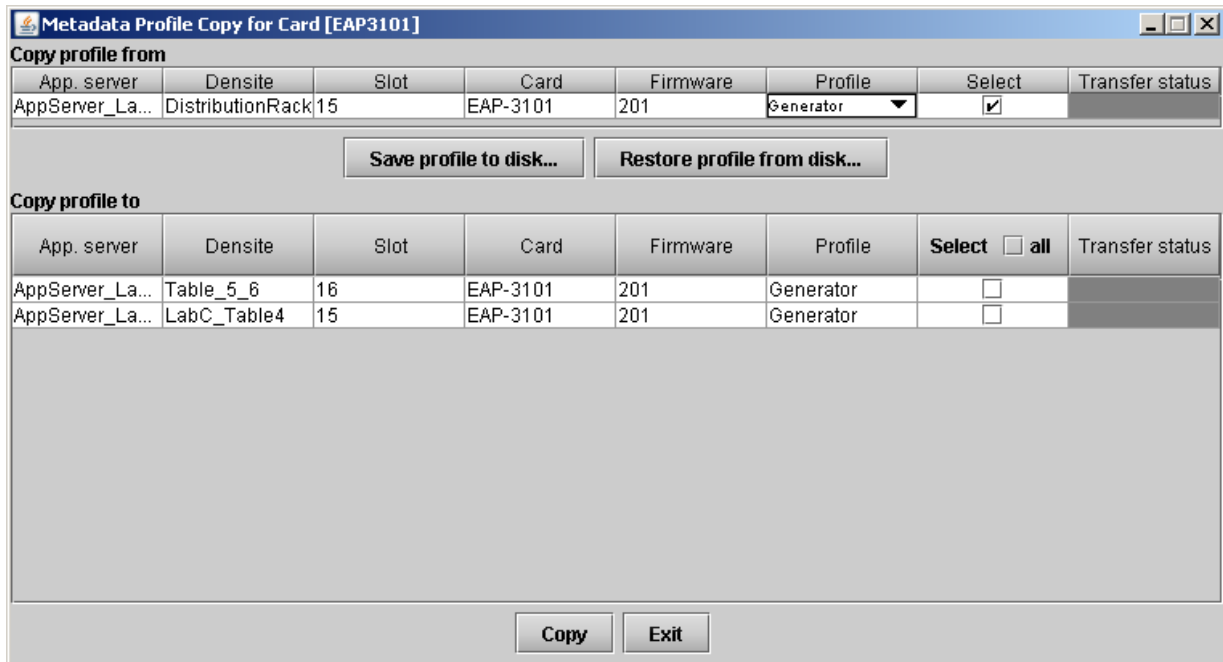 Metadata Profile Copy for Card [EAP3101]
Copy profile from
App. server Densite Slot Card Firmware Profile Select Transfer status
AppServer_La... DistributionRack 15 EAP-3101 201 Generator
Save profile to disk... Restore profile from disk...
Copy profile to
App. server Densite Slot Card Firmware Profile Select all Transfer status
AppServer_La... Table_5_6 16 EAP-3101 201 Generator
AppServer_La... LabC_Table4 15 EAP-3101 201 Generator
Copy Exit